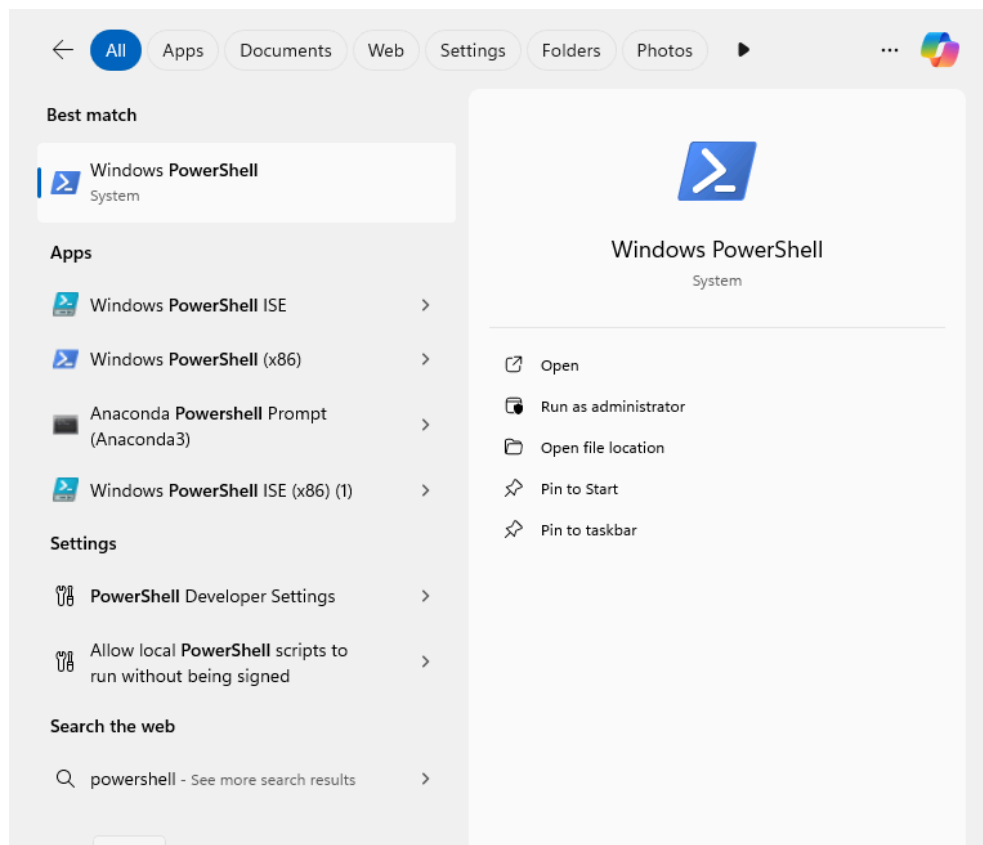 All
Apps
Documents
Web
Settings
Folders
Photos
Best match
Windows PowerShell
System
Apps
Windows PowerShell ISE
Windows PowerShell (x86)
Anaconda Powershell Prompt
(Anaconda3)
Windows PowerShell ISE (x86) (1)
Settings
PowerShell Developer Settings
Allow local PowerShell scripts to
run without being signed
Search the web
powershell - See more search results
Windows PowerShell
System
Open
Run as administrator
Open file location
Pin to Start
Pin to taskbar